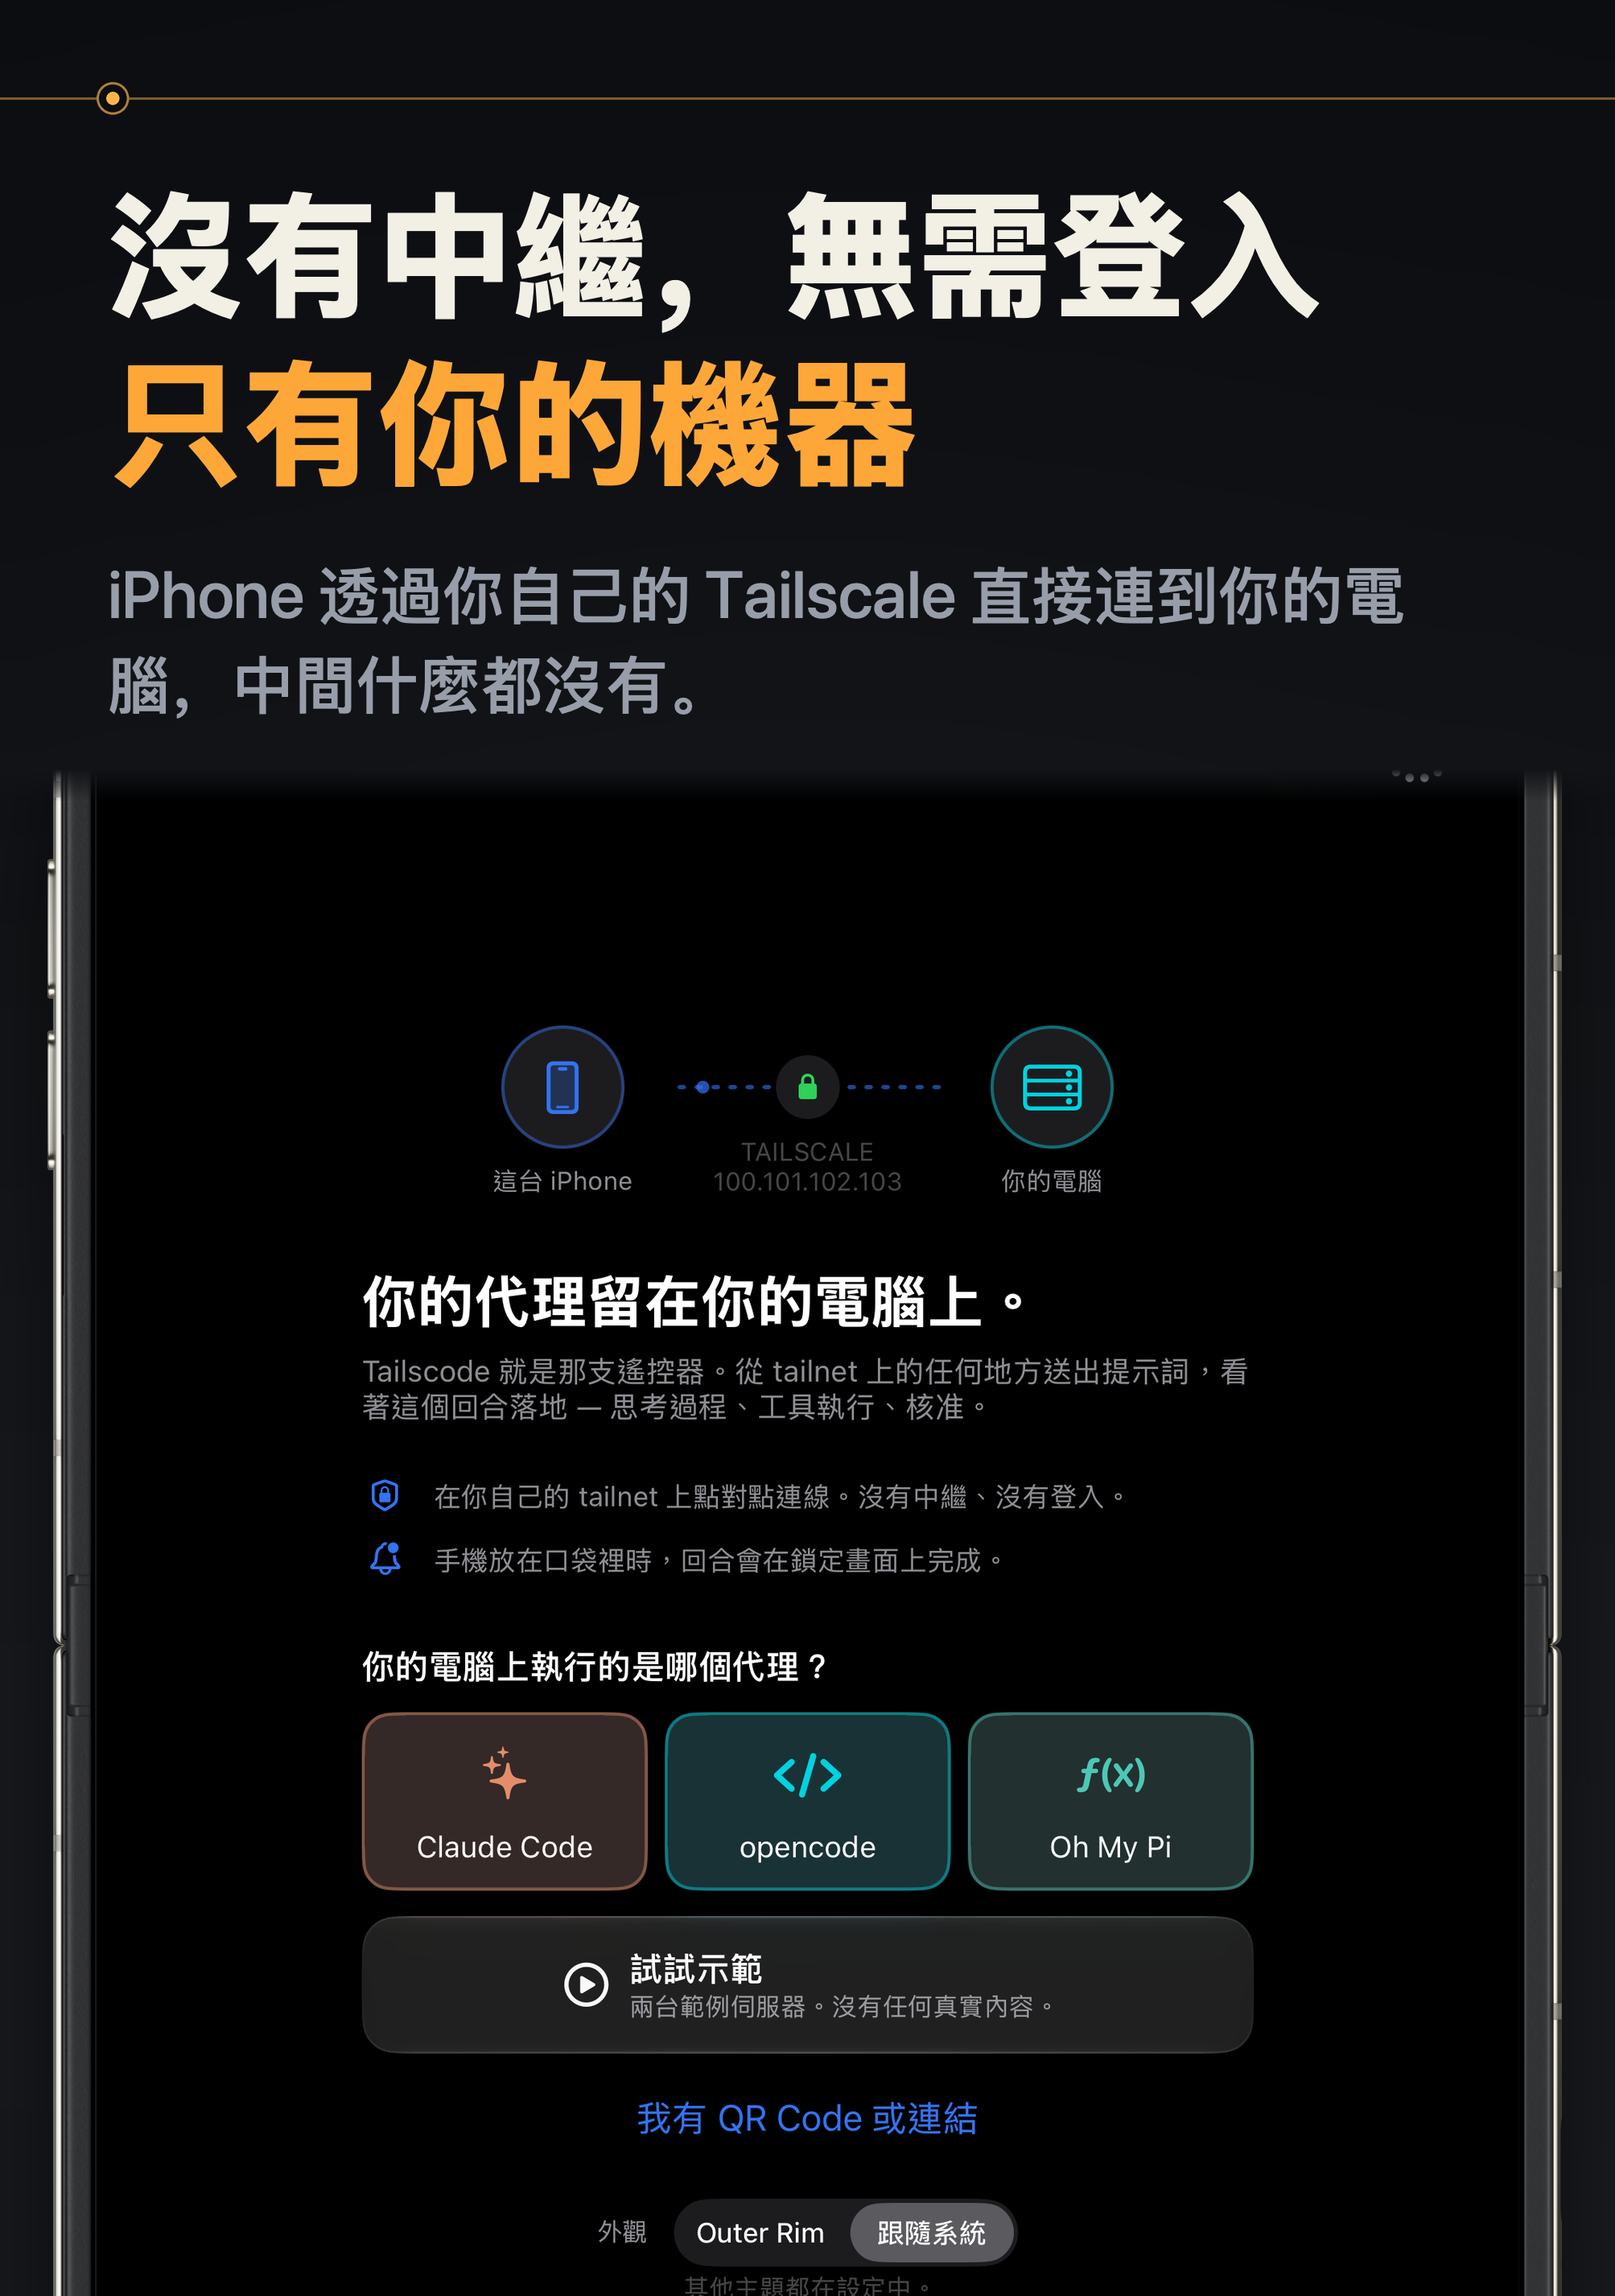 沒有中繼，無需登入
只有你的機器
iPhone 透過你自己的 Tailscale 直接連到你的電
腦，中間什麼都沒有。
TAILSCALE
這台 iPhone
100.101.102.103
你的電腦
你的代理留在你的電腦上。
Tailscode 就是那支遙控器。從 tailnet 上的任何地方送出提示詞，看
著這個回合落地 — 思考過程、工具執行、核准。
在你自己的 tailnet 上點對點連線。沒有中繼、沒有登入。
手機放在口袋裡時，回合會在鎖定畫面上完成。
你的電腦上執行的是哪個代理？
Claude Code
opencode
f(x)
Oh My Pi
試試示範
兩台範例伺服器。沒有任何真實內容。
我有 QR Code 或連結
外觀
Outer Rim
跟隨系統
其他主題都在設定中。